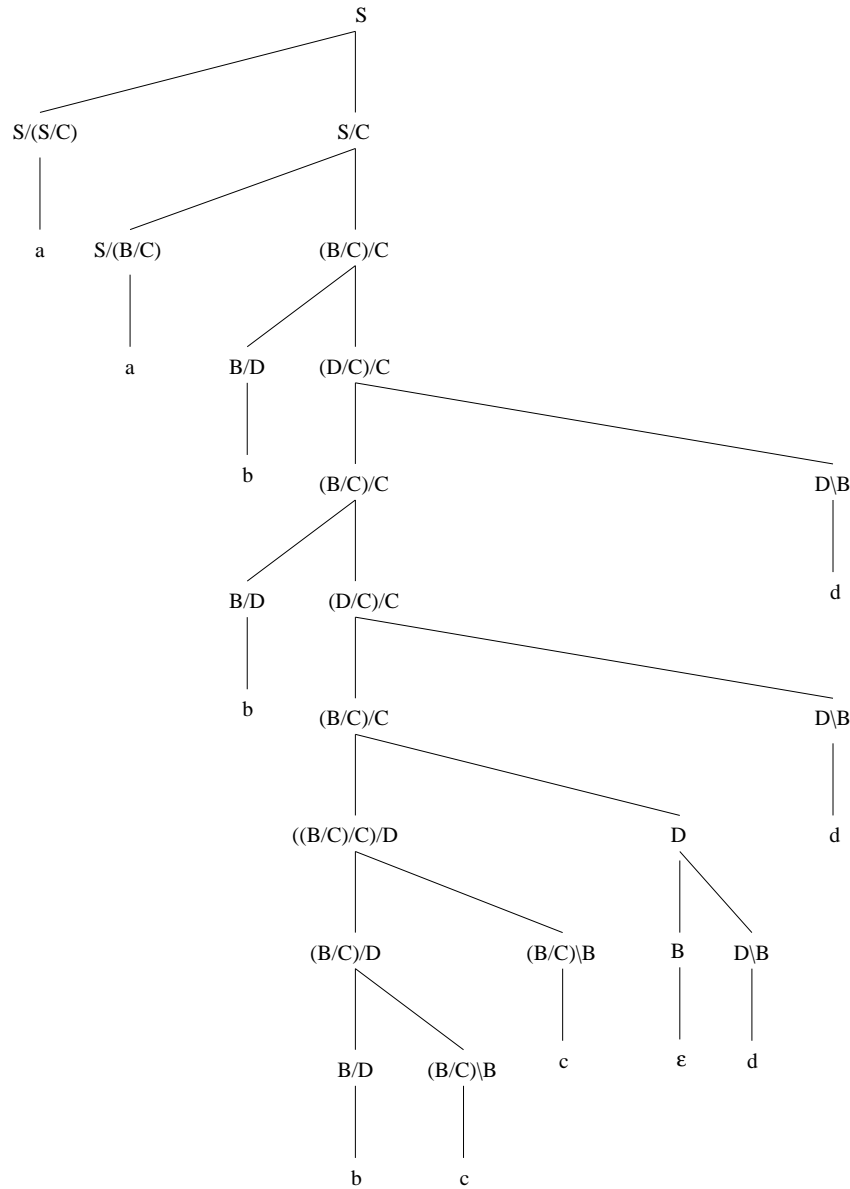 S
S/(S/C) S/C
a S/(B/C) (B/C)/C
a B/D (D/C)/C
b (B/C)/C D\B
B/D (D/C)/C d
b (B/C)/C D\B
((B/C)/C)/D D d
(B/C)/D (B/C)\B B D\B
B/D (B/C)\B c ε d
b c